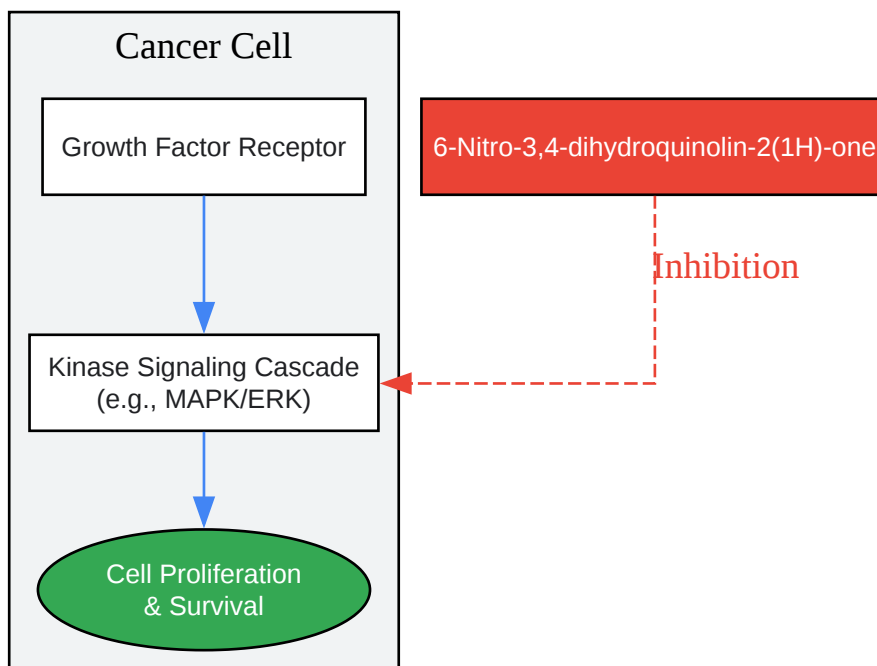 Cancer Cell
Growth Factor Receptor
6-Nitro-3,4-dihydroquinolin-2(1H)-one
Inhibition
Kinase Signaling Cascade
(e.g., MAPK/ERK)
Cell Proliferation
& Survival